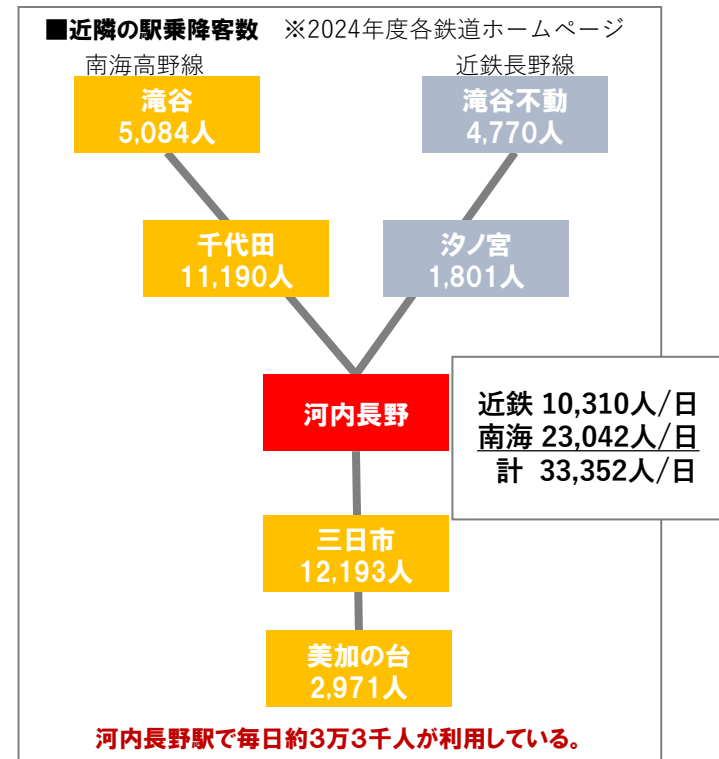 ■近隣の駅乗降客数 ※2024年度各鉄道ホームページ
南海高野線 近鉄長野線
滝谷
5,084人
滝谷不動
4,770人
千代田
11,190人
汐ノ宮
1,801人
河内長野
近鉄 10,310人/日
南海 23,042人/日
計 33,352人/日
三日市
12,193人
美加の台
2,971人
河内長野駅で毎日約3万3千人が利用している。